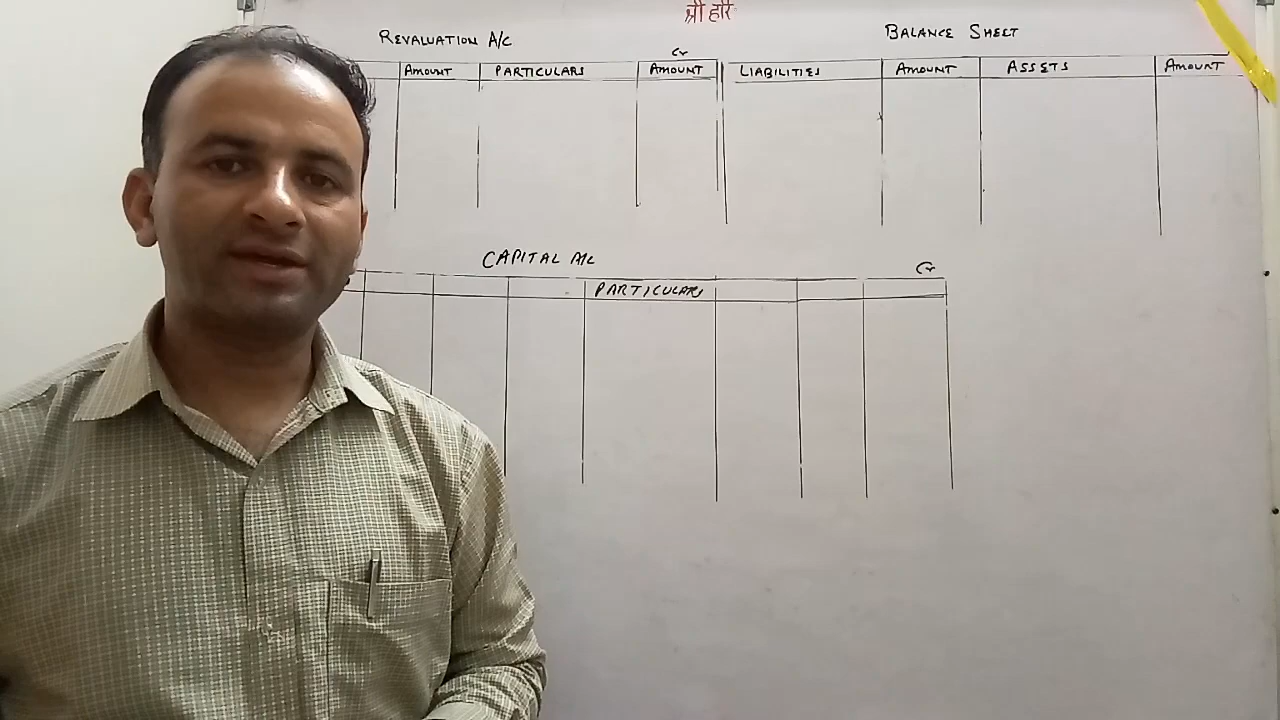 श्री हरि
REVALUATION A/C
Cr
AMOUNT PARTICULARS AMOUNT
BALANCE SHEET
LIABILITIES AMOUNT ASSETS AMOUNT
CAPITAL A/C
Cr
PARTICULARS